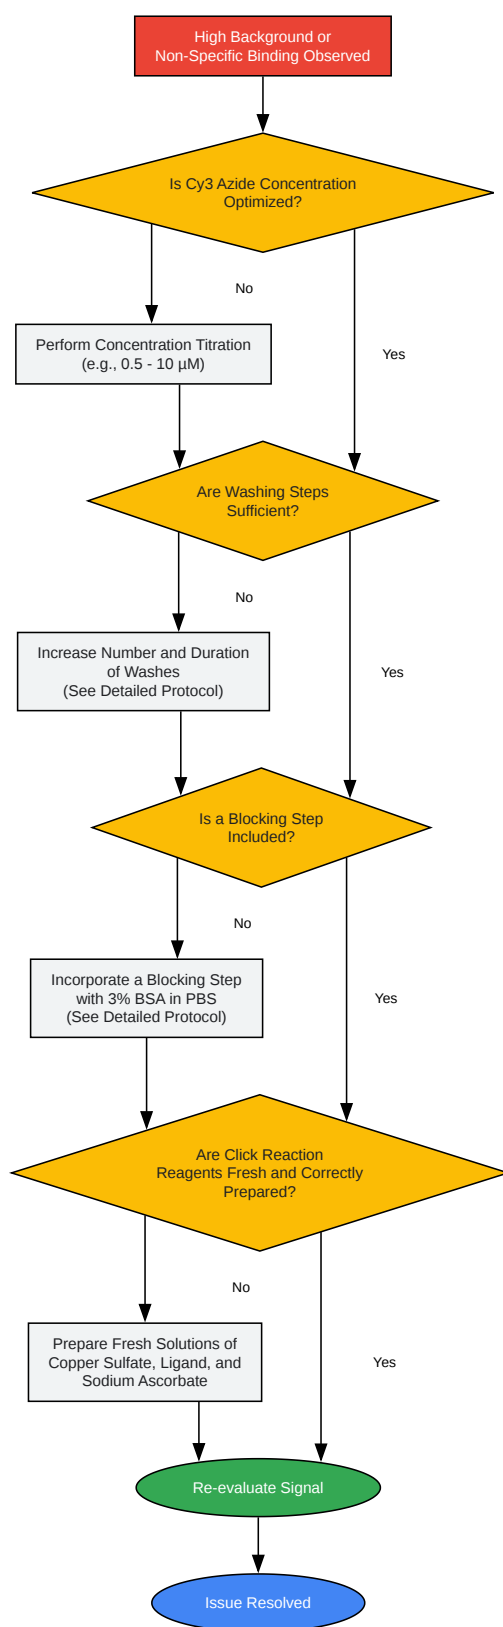 High Background or
Non-Specific Binding Observed
Is Cy3 Azide Concentration
Optimized?
No
Perform Concentration Titration
(e.g., 0.5 - 10 µM)
Yes
Are Washing Steps
Sufficient?
No
Increase Number and Duration
of Washes
(See Detailed Protocol)
Yes
Is a Blocking Step
Included?
No
Incorporate a Blocking Step
with 3% BSA in PBS
(See Detailed Protocol)
Yes
Are Click Reaction
Reagents Fresh and Correctly
Prepared?
No
Prepare Fresh Solutions of
Copper Sulfate, Ligand, and
Sodium Ascorbate
Yes
Re-evaluate Signal
Issue Resolved